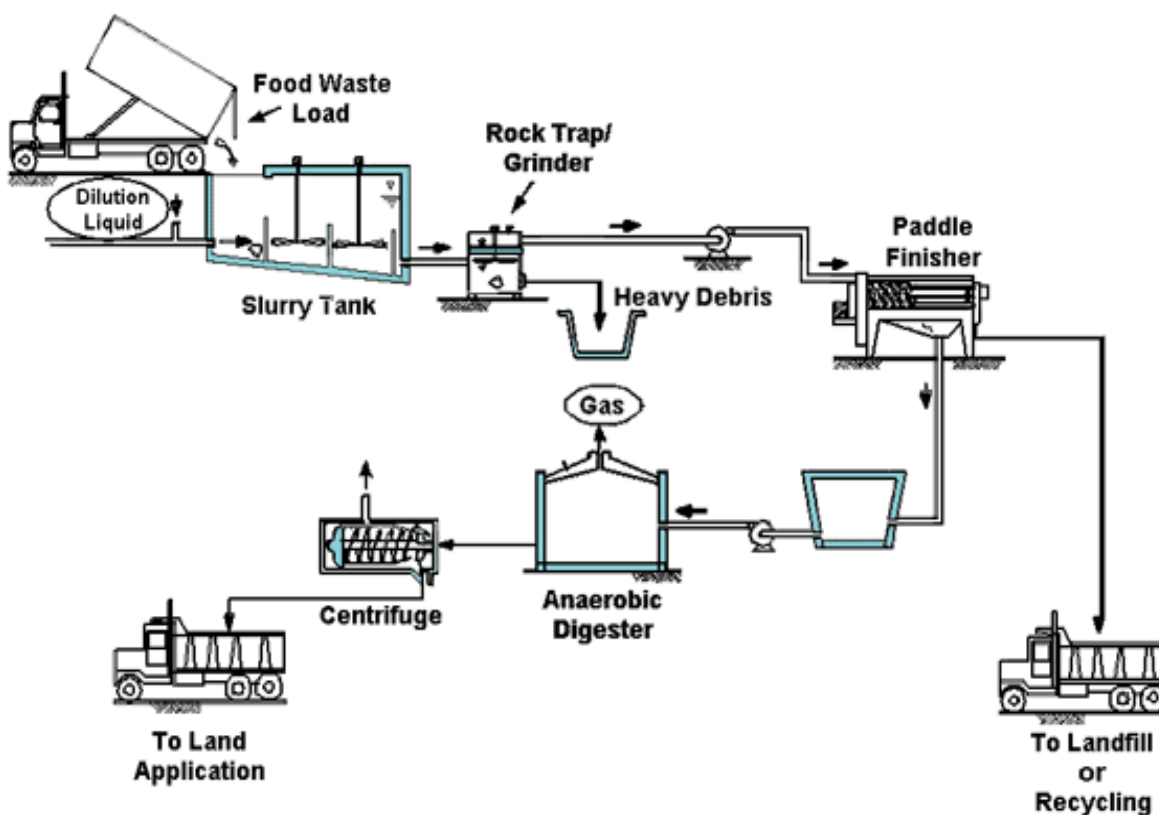 Food Waste
Load
Rock Trap/
Grinder
Dilution
Liquid
Paddle
Finisher
Slurry Tank
Heavy Debris
Gas
Centrifuge
Anaerobic
Digester
To Land
Application
To Landfill
or
Recycling